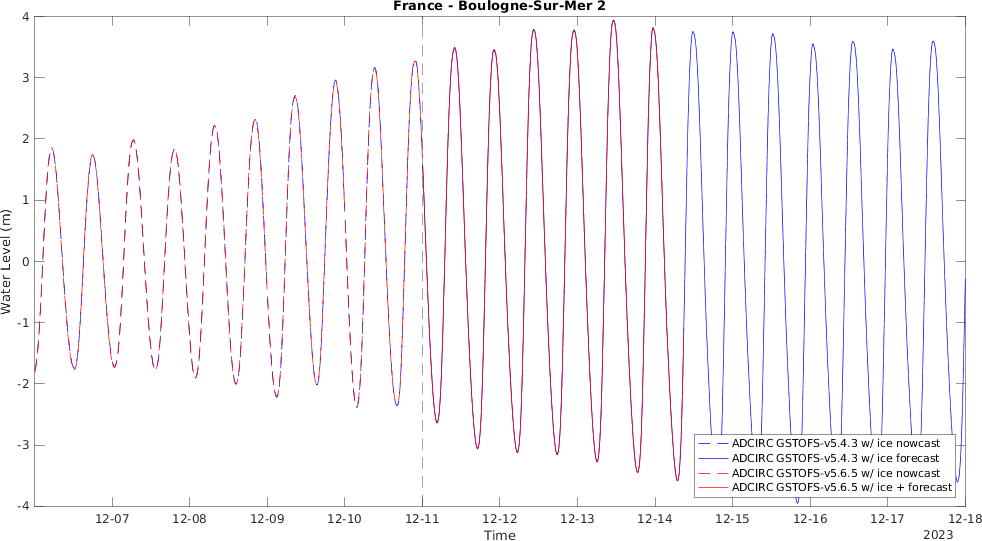 France - Boulogne-Sur-Mer 2
4
3
2
1
0
-1
-2
-3
-4
Water Level (m)
ADCIRC GSTOFS-v5.4.3 w/ ice nowcast
ADCIRC GSTOFS-v5.4.3 w/ ice forecast
ADCIRC GSTOFS-v5.6.5 w/ ice nowcast
ADCIRC GSTOFS-v5.6.5 w/ ice + forecast
12-07 12-08 12-09 12-10 12-11 12-12 12-13 12-14 12-15 12-16 12-17 12-18
Time
2023